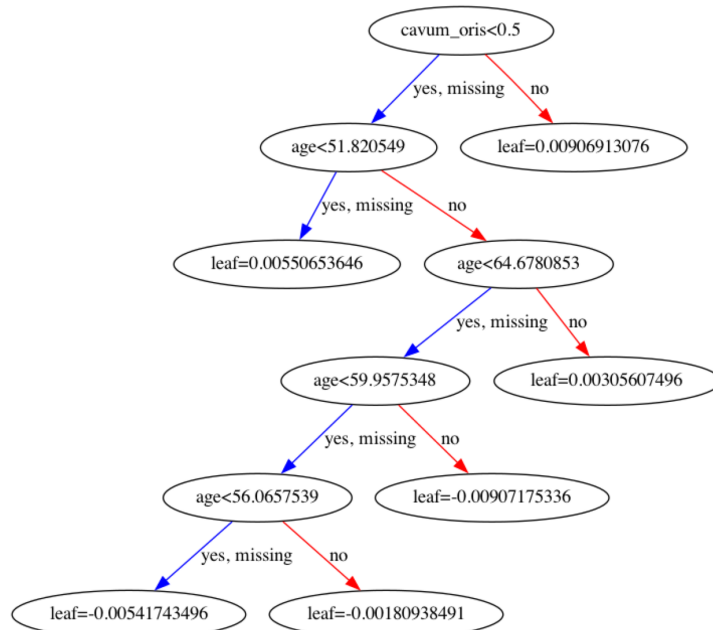 cavum_oris<0.5
yes, missing
no
age<51.820549
leaf=0.00906913076
yes, missing
no
leaf=0.00550653646
age<64.6780853
yes, missing
no
age<59.9575348
leaf=0.00305607496
yes, missing
no
age<56.0657539
leaf=-0.00907175336
yes, missing
no
leaf=-0.00541743496
leaf=-0.00180938491